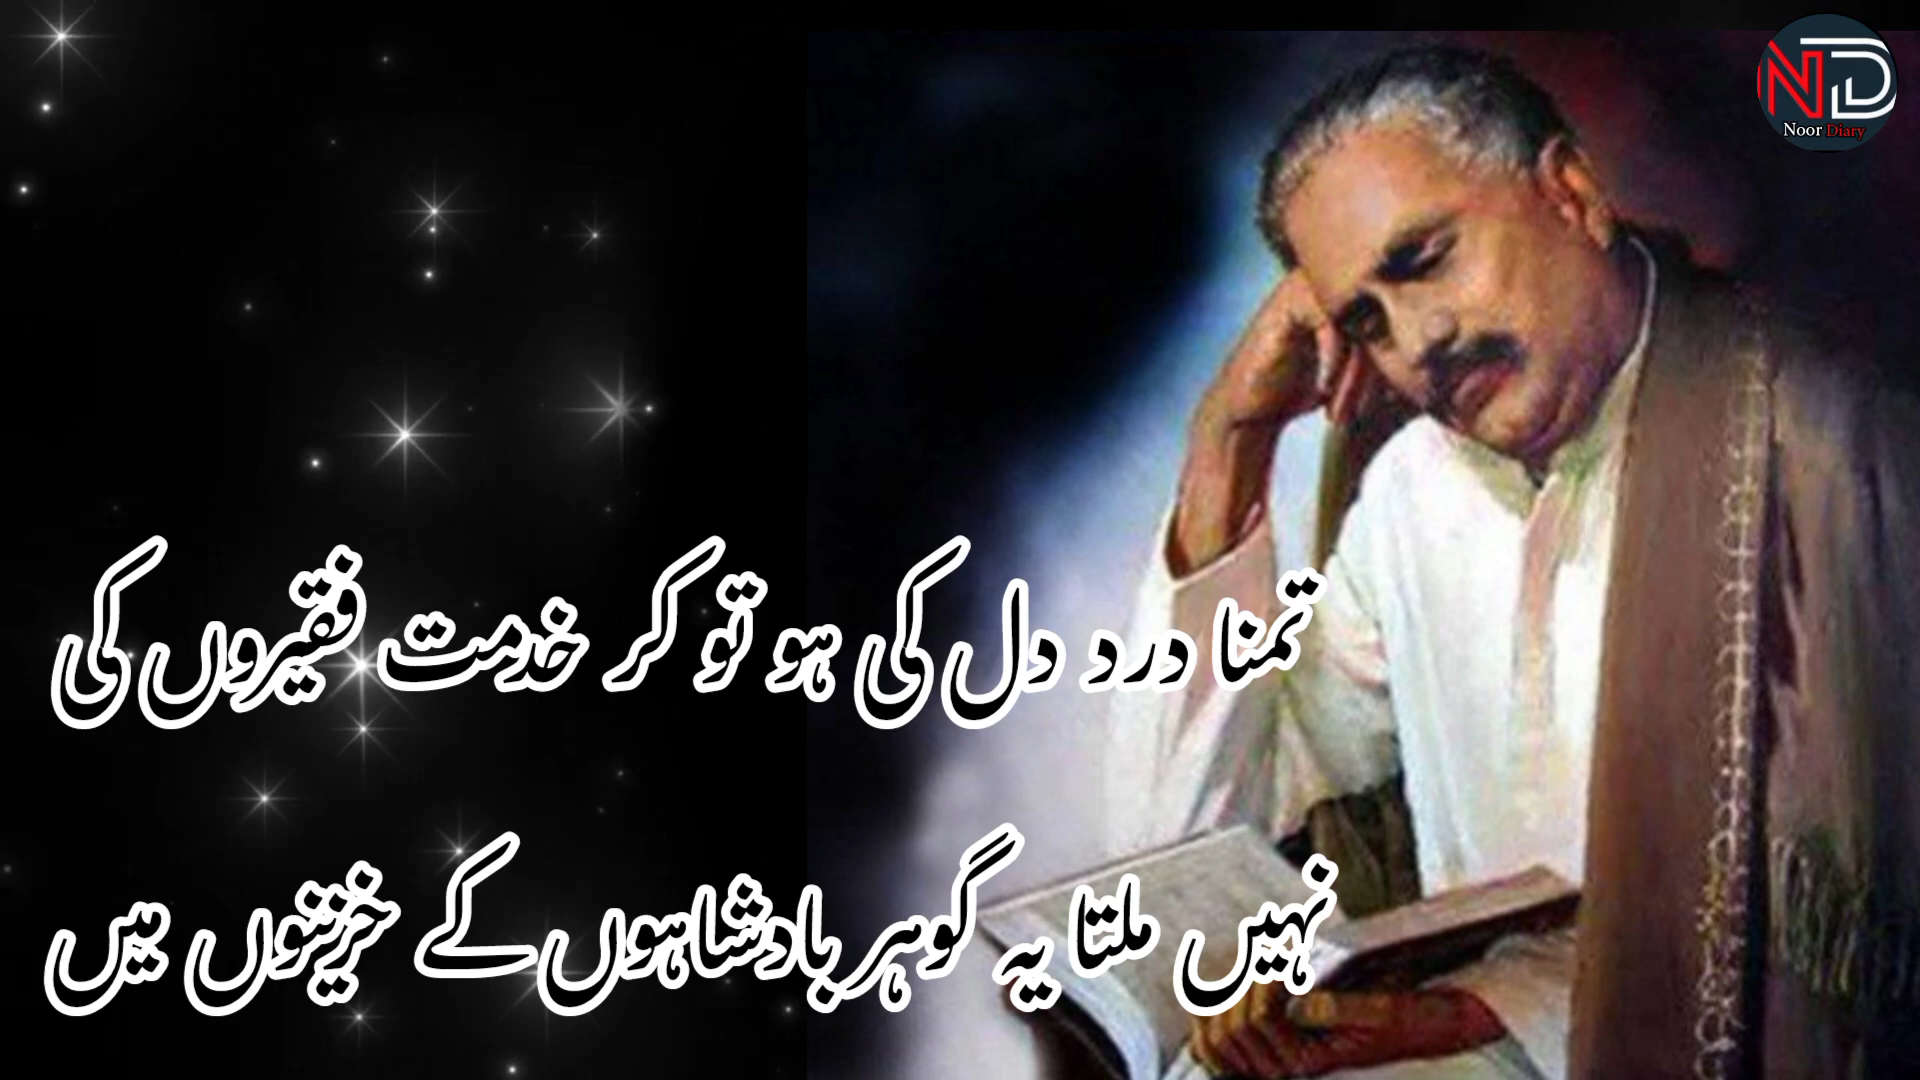 ND
Noor Diary
تمنا درد دل کی ہو تو کر خدمت فقیروں کی
نہیں ملتا یہ گوہر بادشاہوں کے خزینوں میں